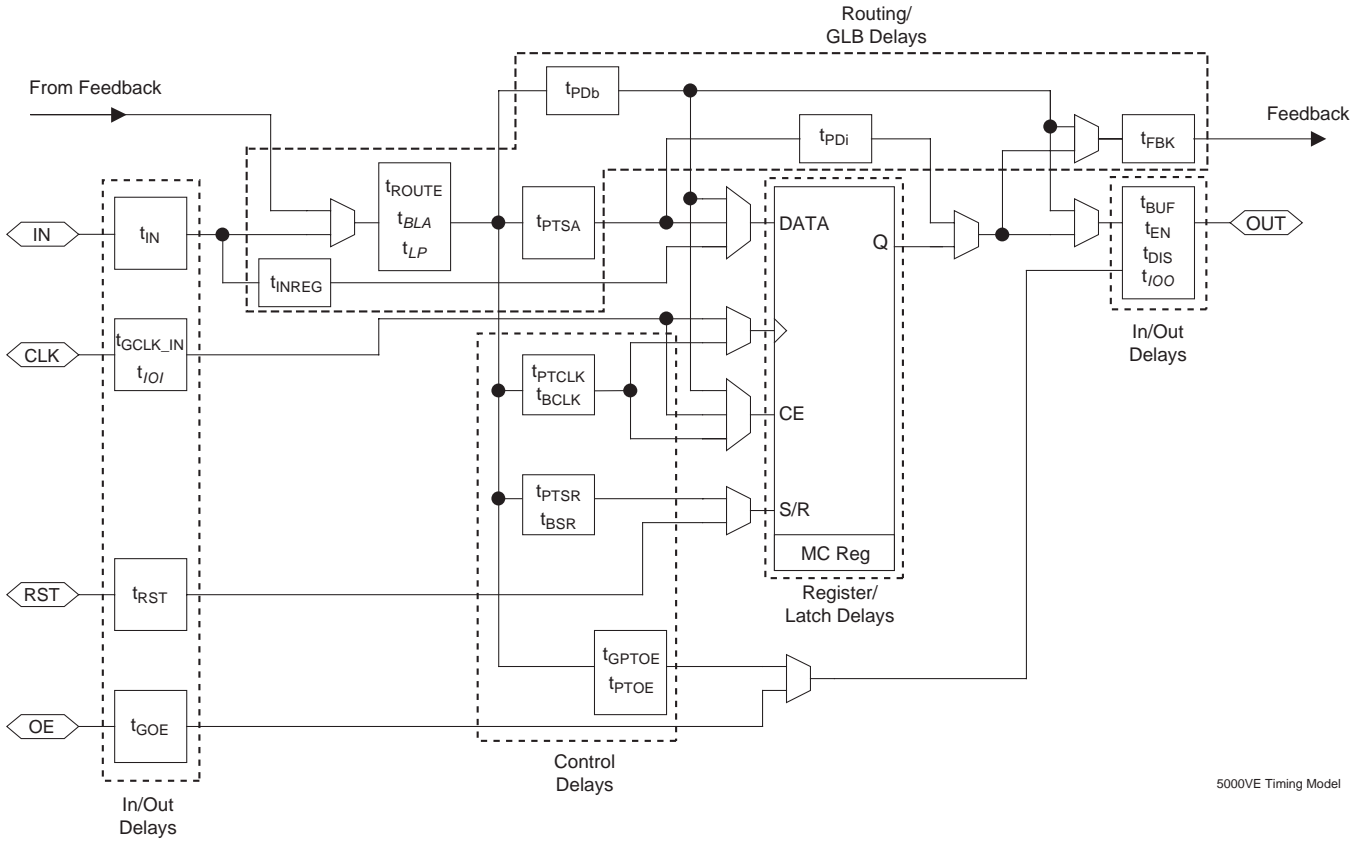 Routing/
GLB Delays
From Feedback
tPDb
Feedback
tPDi
tFBK
tROUTE
tBLA
tLP
IN
tIN
tPTSA
DATA
Q
tBUF
tEN
tDIS
tIOO
OUT
tINREG
In/Out
Delays
CLK
tGCLK_IN
tIOI
tPTCLK
tBCLK
CE
tPTSR
tBSR
S/R
MC Reg
RST
tRST
Register/
Latch Delays
tGPTOE
tPTOE
OE
tGOE
Control
Delays
5000VE Timing Model
In/Out
Delays